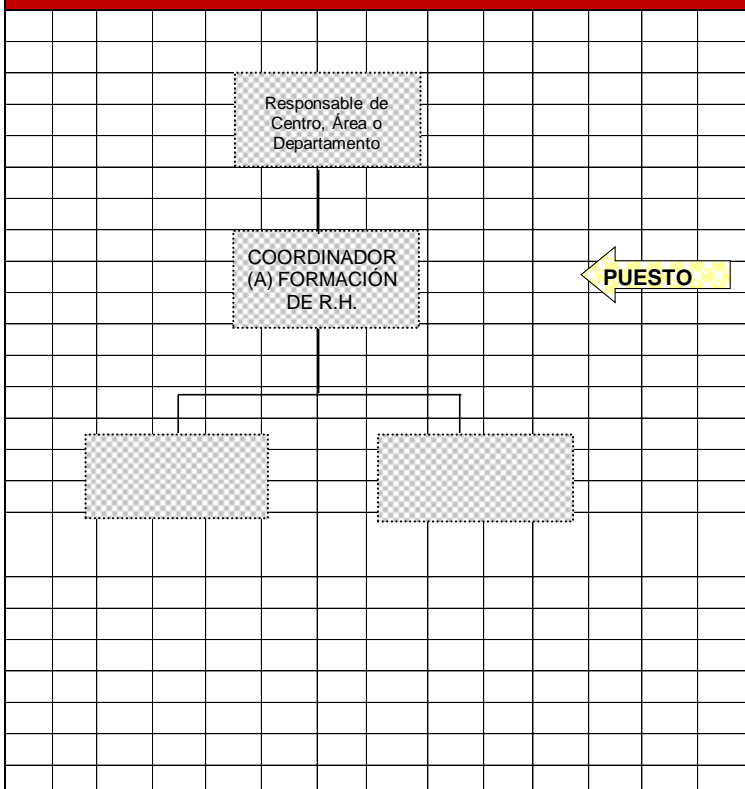 Responsable de
Centro, Área o
Departamento
COORDINADOR
(A) FORMACIÓN
DE R.H.
PUESTO